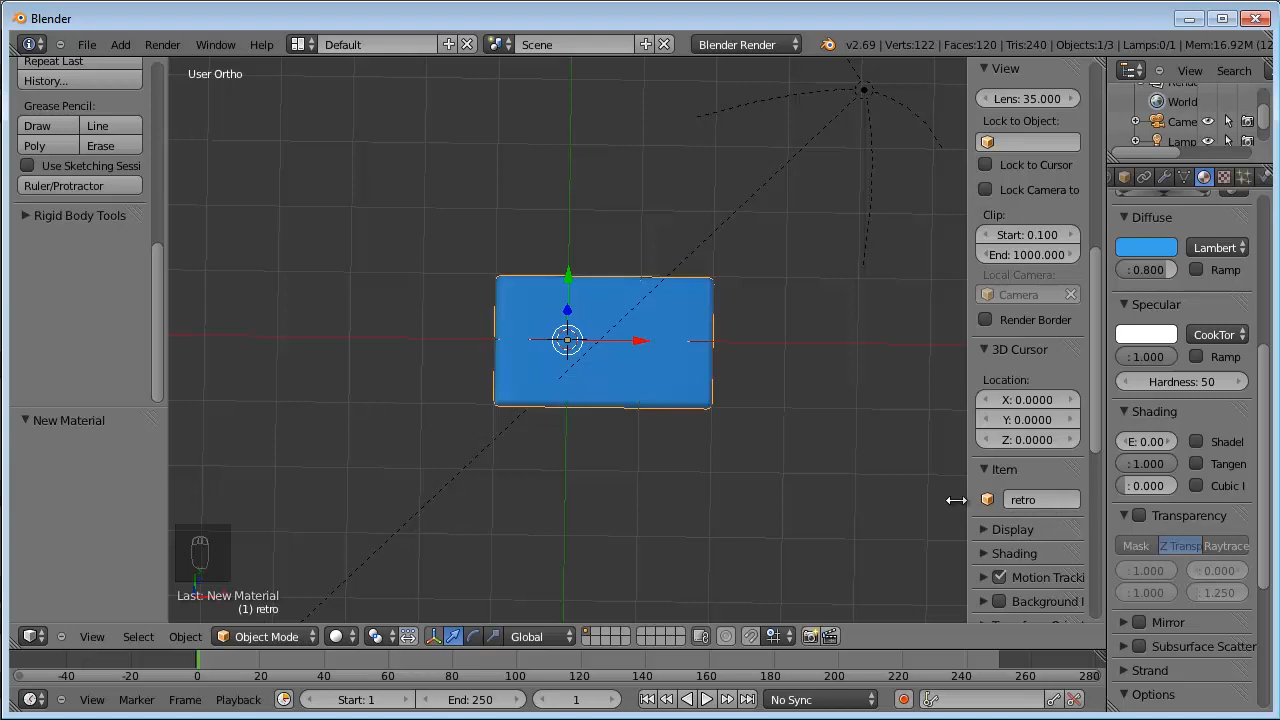 Blender
File Add Render Window Help Default Scene Blender Render v2.69 | Verts:122 | Faces:120 | Tris:240 | Objects:1/3 | Lamps:0/1 | Mem:16.92M (12
Repeat Last
History...
Grease Pencil:
Draw Line
Poly Erase
Use Sketching Sessi
Ruler/Protractor
Rigid Body Tools
New Material
User Ortho
Last: New Material
(1) retro
View
Lens: 35.000
Lock to Object:
Lock to Cursor
Lock Camera to
Clip:
Start: 0.100
End: 1000.000
Local Camera:
Camera
Render Border
3D Cursor
Location:
X: 0.0000
Y: 0.0000
Z: 0.0000
Item
retro
Display
Shading
Motion Tracki
Background I
View Search
World
Came
Lamp
Diffuse
Lambert
: 0.800 Ramp
Specular
CookTor
: 1.000 Ramp
Hardness: 50
Shading
E: 0.00 Shadel
: 1.000 Tangen
: 0.000 Cubic I
Transparency
Mask Z Transp Raytrace
: 1.000 : 0.000
: 1.000 : 1.250
Mirror
Subsurface Scatter
Strand
Options
View Select Object Object Mode Global
-40 -20 0 20 40 60 80 100 120 140 160 180 200 220 240 260 280
View Marker Frame Playback Start: 1 End: 250 1 No Sync